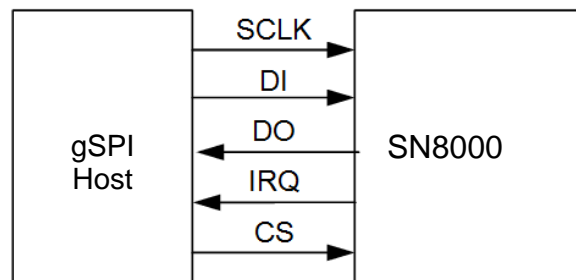 SCLK
DI
DO
IRQ
CS
gSPI
Host
SN8000